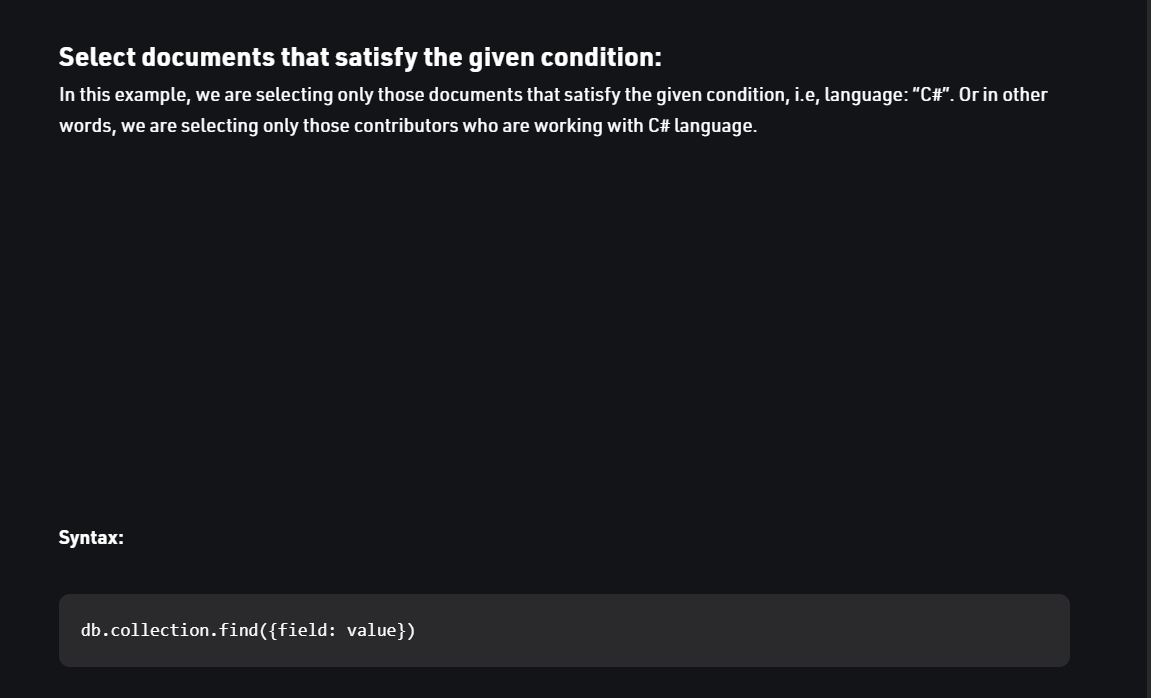 Select documents that satisfy the given condition:
In this example, we are selecting only those documents that satisfy the given condition, i.e, language: “C#”. Or in other
words, we are selecting only those contributors who are working with C# language.
Syntax:
db.collection.find({field: value})